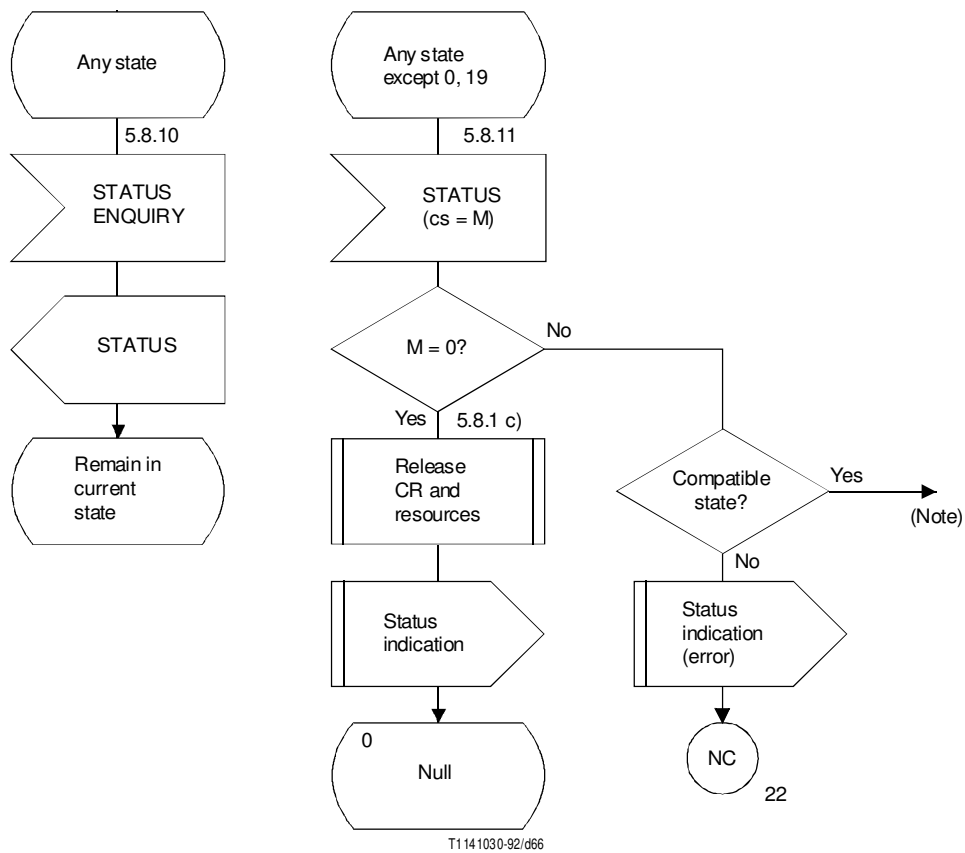 Any state
5.8.10
STATUS
ENQUIRY
STATUS
Remain in
current
state
Any state
except 0, 19
5.8.11
STATUS
(cs = M)
M = 0?
No
Yes
5.8.1 c)
Release
CR and
resources
Status
indication
0
Null
Compatible
state?
Yes
(Note)
No
Status
indication
(error)
NC
22
T1141030-92/d66